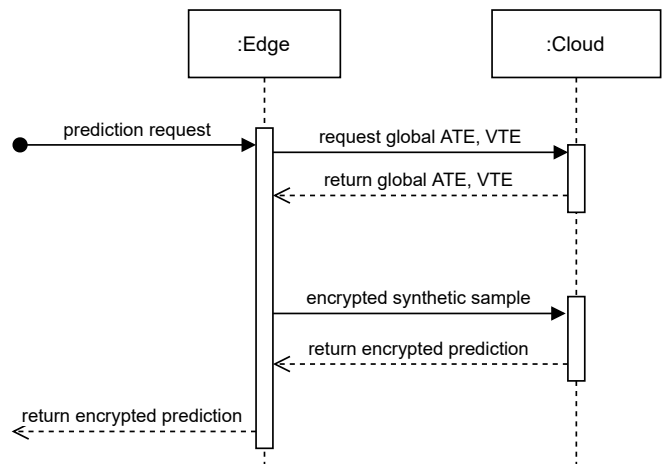 :Edge
:Cloud
prediction request
request global ATE, VTE
return global ATE, VTE
encrypted synthetic sample
return encrypted prediction
return encrypted prediction